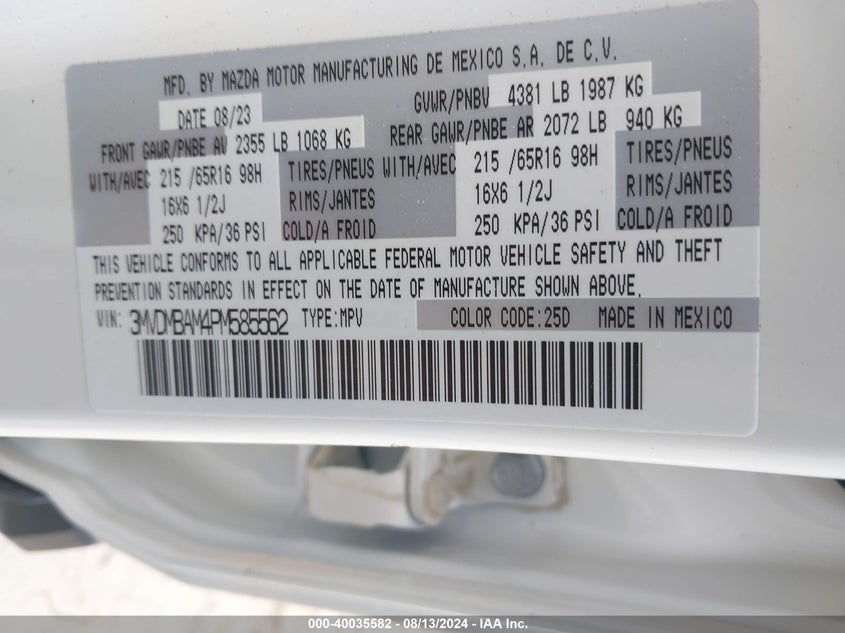 MFD. BY MAZDA MOTOR MANUFACTURING DE MEXICO S.A. DE C.V.
DATE 08/23 GVWR/PNBV 4381 LB 1987 KG
FRONT GAWR/PNBE AV 2355 LB 1068 KG REAR GAWR/PNBE AR 2072 LB 940 KG
WITH/AVEC 215 /65R16 98H TIRES/PNEUS WITH/AVEC 215 /65R16 98H TIRES/PNEUS
16X6 1/2J RIMS/JANTES 16X6 1/2J RIMS/JANTES
250 KPA/36 PSI COLD/A FROID 250 KPA/36 PSI COLD/A FROID
THIS VEHICLE CONFORMS TO ALL APPLICABLE FEDERAL MOTOR VEHICLE SAFETY AND THEFT
PREVENTION STANDARDS IN EFFECT ON THE DATE OF MANUFACTURE SHOWN ABOVE.
VIN: 3MVDMBAM4PM585562 TYPE:MPV COLOR CODE:25D MADE IN MEXICO
000-40035582 - 08/13/2024 - IAA Inc.